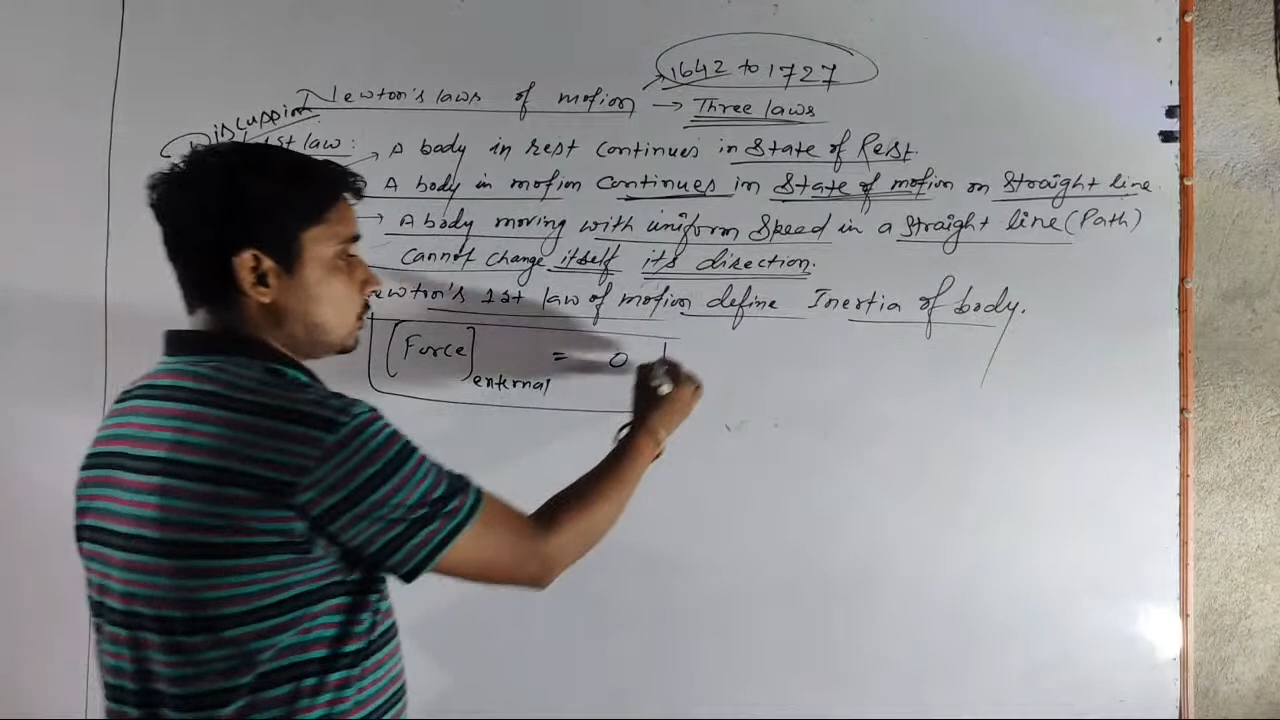 1642 to 1727
Newton's laws of motion → Three laws
Discussion
1st law: → A body in rest continues in state of Rest.
A body in motion continues in state of motion on straight line.
→ A body moving with uniform speed in a straight line (Path)
cannot change itself its direction.
Newton's 1st law of motion define Inertia of body.
[Force]external = 0